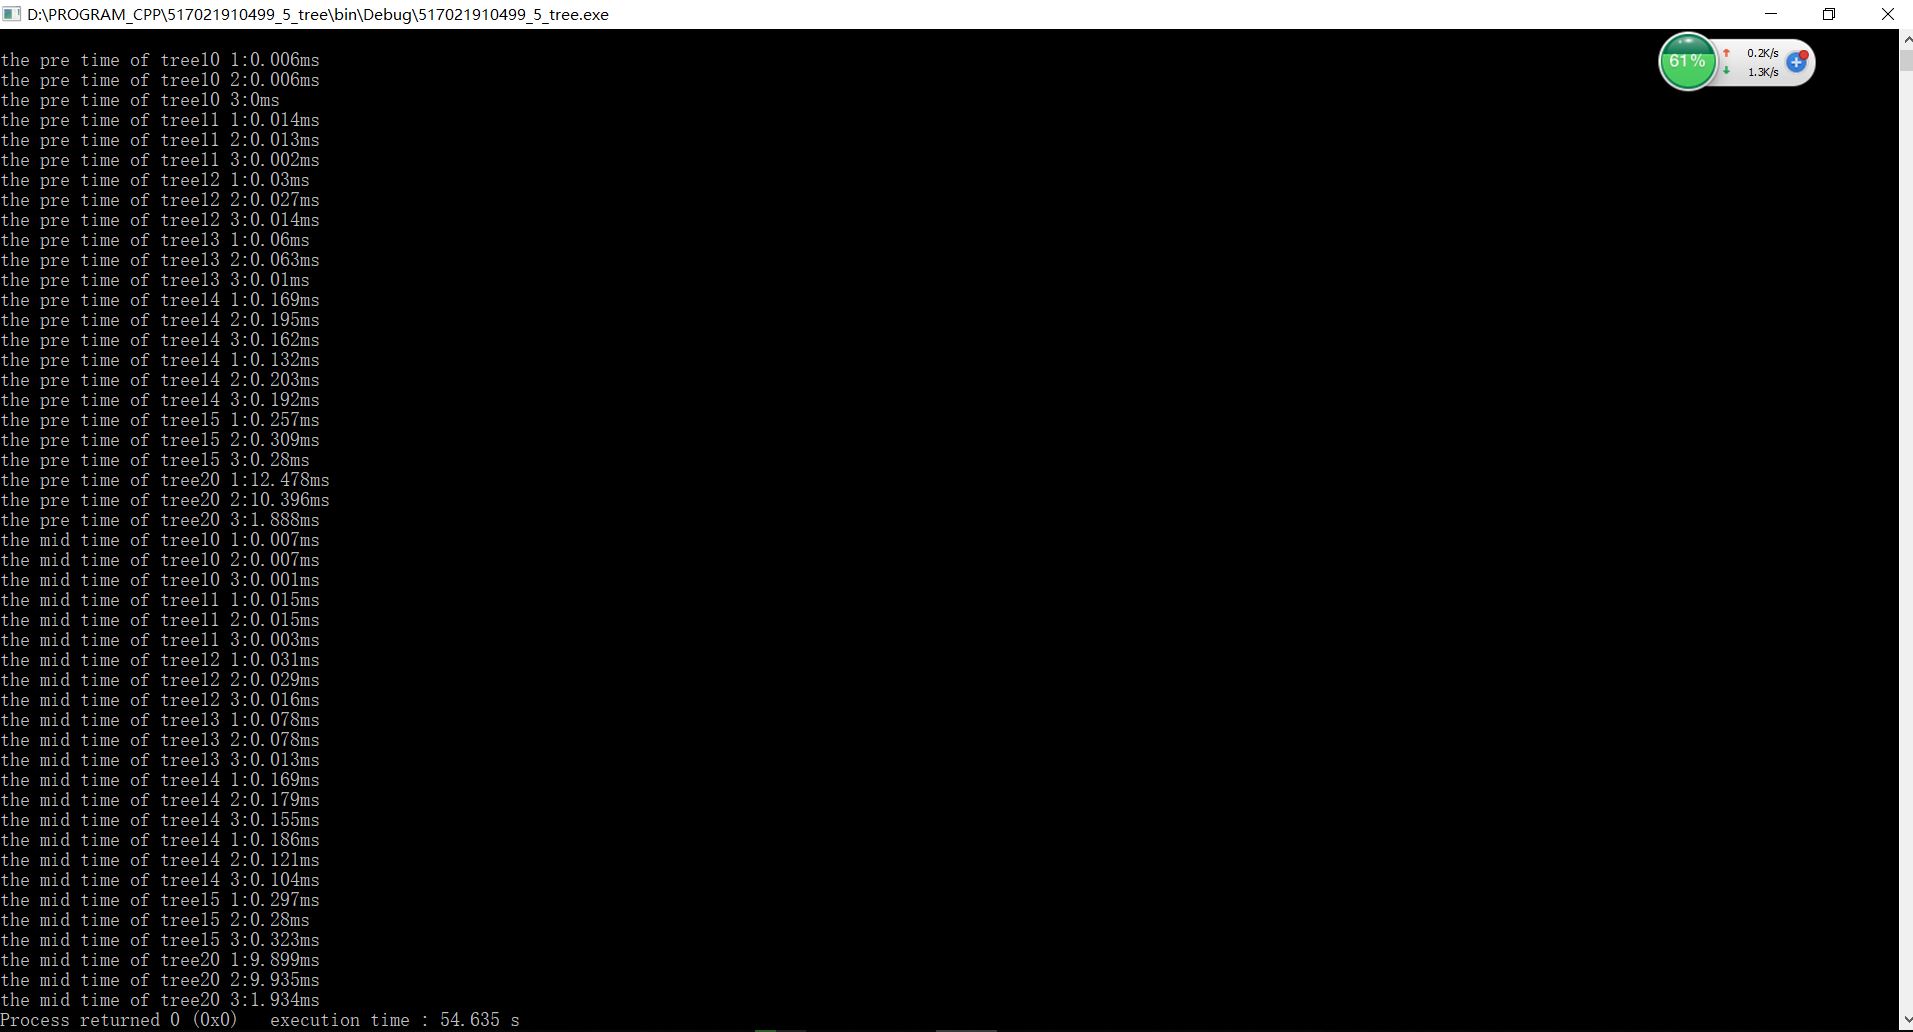 D:\PROGRAM_CPP\517021910499_5_tree\bin\Debug\517021910499_5_tree.exe
61%
0.2K/s
1.3K/s
the pre time of tree10 1:0.006ms
the pre time of tree10 2:0.006ms
the pre time of tree10 3:0ms
the pre time of tree11 1:0.014ms
the pre time of tree11 2:0.013ms
the pre time of tree11 3:0.002ms
the pre time of tree12 1:0.03ms
the pre time of tree12 2:0.027ms
the pre time of tree12 3:0.014ms
the pre time of tree13 1:0.06ms
the pre time of tree13 2:0.063ms
the pre time of tree13 3:0.01ms
the pre time of tree14 1:0.169ms
the pre time of tree14 2:0.195ms
the pre time of tree14 3:0.162ms
the pre time of tree14 1:0.132ms
the pre time of tree14 2:0.203ms
the pre time of tree14 3:0.192ms
the pre time of tree15 1:0.257ms
the pre time of tree15 2:0.309ms
the pre time of tree15 3:0.28ms
the pre time of tree20 1:12.478ms
the pre time of tree20 2:10.396ms
the pre time of tree20 3:1.888ms
the mid time of tree10 1:0.007ms
the mid time of tree10 2:0.007ms
the mid time of tree10 3:0.001ms
the mid time of tree11 1:0.015ms
the mid time of tree11 2:0.015ms
the mid time of tree11 3:0.003ms
the mid time of tree12 1:0.031ms
the mid time of tree12 2:0.029ms
the mid time of tree12 3:0.016ms
the mid time of tree13 1:0.078ms
the mid time of tree13 2:0.078ms
the mid time of tree13 3:0.013ms
the mid time of tree14 1:0.169ms
the mid time of tree14 2:0.179ms
the mid time of tree14 3:0.155ms
the mid time of tree14 1:0.186ms
the mid time of tree14 2:0.121ms
the mid time of tree14 3:0.104ms
the mid time of tree15 1:0.297ms
the mid time of tree15 2:0.28ms
the mid time of tree15 3:0.323ms
the mid time of tree20 1:9.899ms
the mid time of tree20 2:9.935ms
the mid time of tree20 3:1.934ms
Process returned 0 (0x0)   execution time : 54.635 s